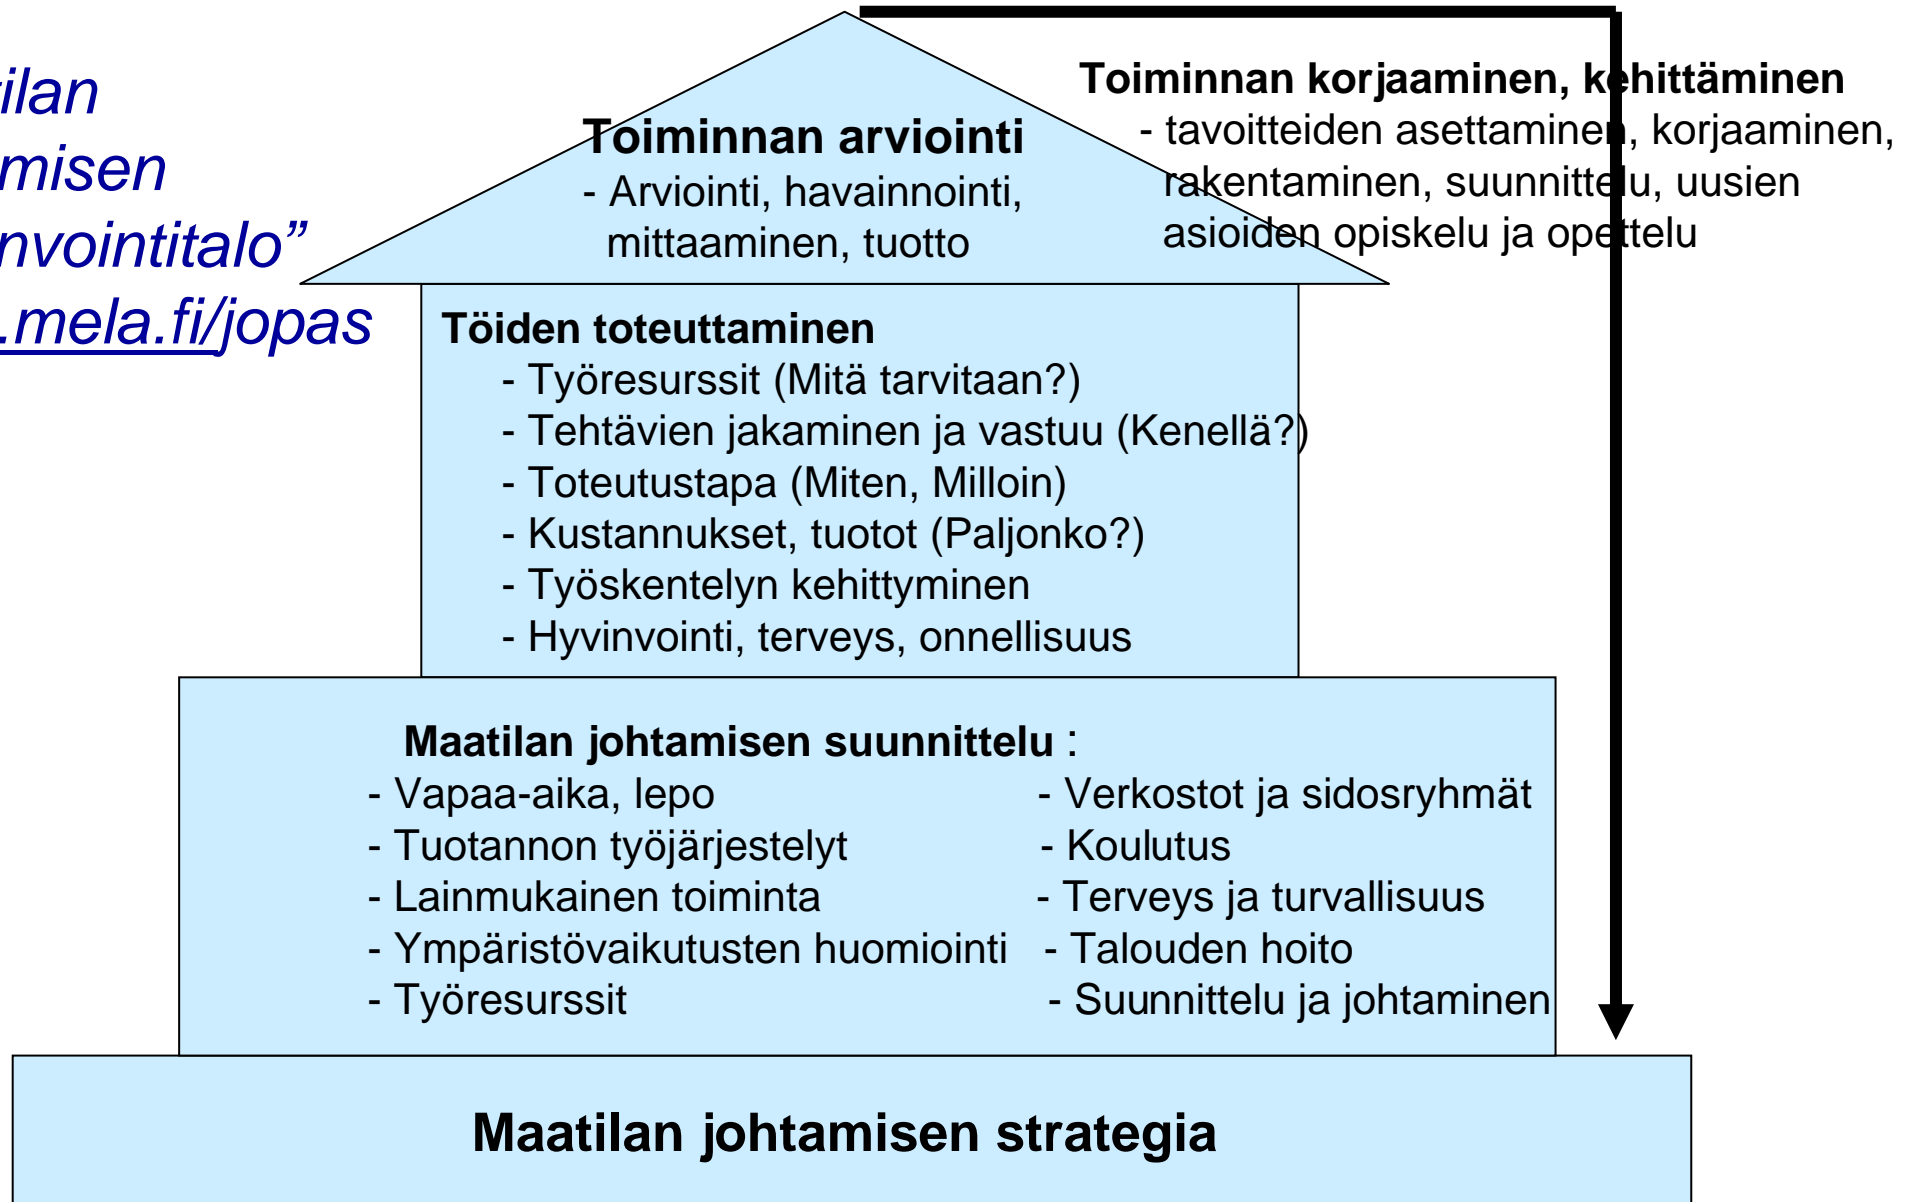 ilan
misen
nvointitalo”
.mela.fi/jopas
Toiminnan arviointi
- Arviointi, havainnointi,
mittaaminen, tuotto
Toiminnan korjaaminen, kehittäminen
- tavoitteiden asettaminen, korjaaminen,
rakentaminen, suunnittelu, uusien
asioiden opiskelu ja opettelu
Töiden toteuttaminen
- Työresurssit (Mitä tarvitaan?)
- Tehtävien jakaminen ja vastuu (Kenellä?)
- Toteutustapa (Miten, Milloin)
- Kustannukset, tuotot (Paljonko?)
- Työskentelyn kehittyminen
- Hyvinvointi, terveys, onnellisuus
Maatilan johtamisen suunnittelu :
- Vapaa-aika, lepo
- Tuotannon työjärjestelyt
- Lainmukainen toiminta
- Ympäristövaikutusten huomiointi
- Työresurssit
- Verkostot ja sidosryhmät
- Koulutus
- Terveys ja turvallisuus
- Talouden hoito
- Suunnittelu ja johtaminen
Maatilan johtamisen strategia